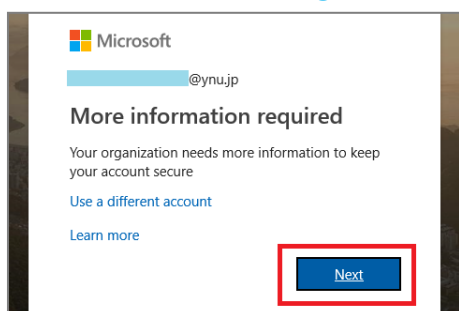 Microsoft
@ynu.jp
More information required
Your organization needs more information to keep
your account secure
Use a different account
Learn more
Next